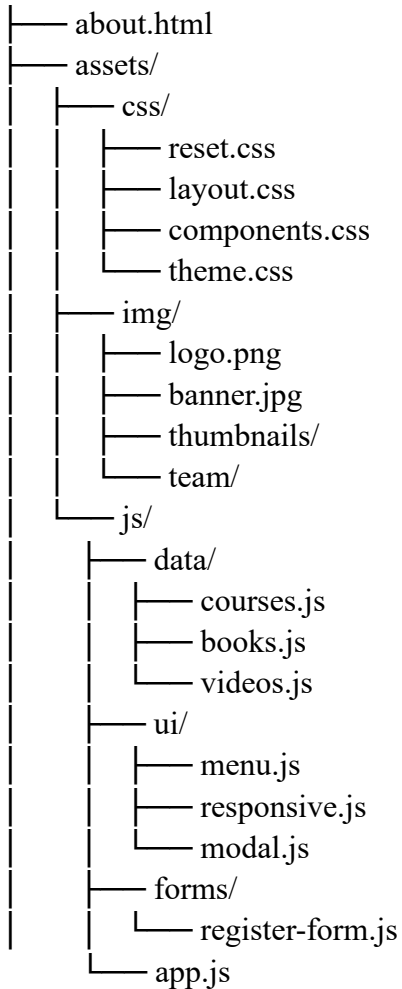 ├── about.html
├── assets/
│   ├── css/
│   │   ├── reset.css
│   │   ├── layout.css
│   │   ├── components.css
│   │   └── theme.css
│   ├── img/
│   │   ├── logo.png
│   │   ├── banner.jpg
│   │   ├── thumbnails/
│   │   └── team/
│   └── js/
│       ├── data/
│       │   ├── courses.js
│       │   ├── books.js
│       │   └── videos.js
│       ├── ui/
│       │   ├── menu.js
│       │   ├── responsive.js
│       │   └── modal.js
│       ├── forms/
│       │   └── register-form.js
        └── app.js